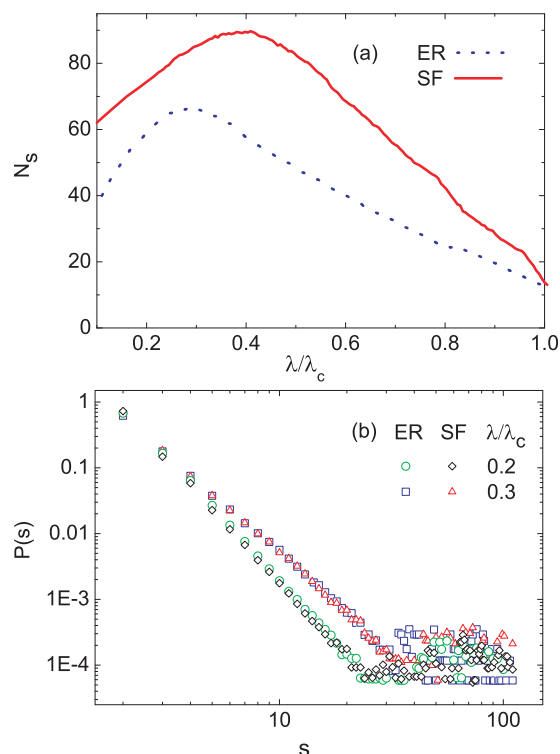 (a)
ER
SF
N_s
80
60
40
20
0
0.2 0.4 0.6 0.8 1.0
λ/λ_c
(b) ER SF λ/λ_c
0.2
0.3
P(s)
1
0.1
0.01
1E-3
1E-4
10 100
s